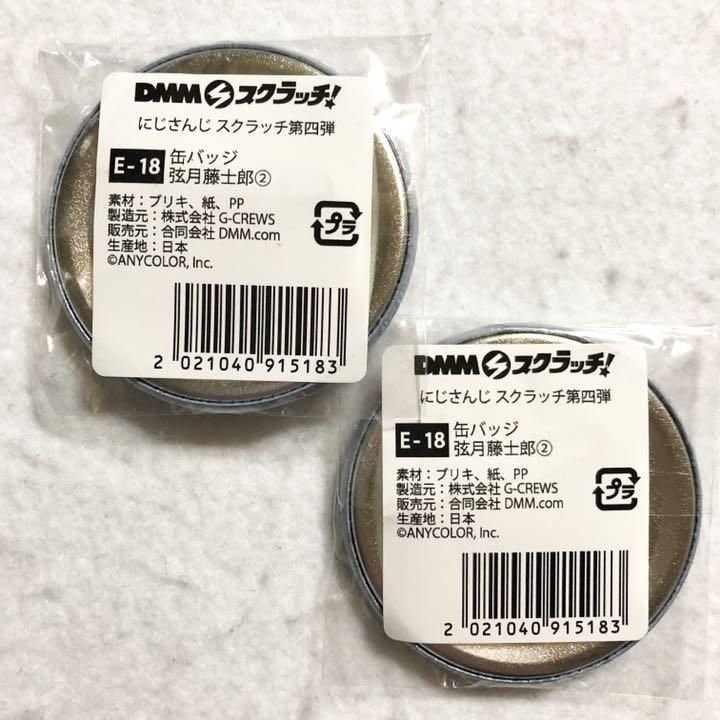 DMMスクラッチ!
にじさんじ スクラッチ第四弾
E-18
缶バッジ
弦月藤士郎②
素材：ブリキ、紙、PP
製造元：株式会社 G-CREWS
販売元：合同会社 DMM.com
生産地：日本
©ANYCOLOR, Inc.
プラ
2 021040 915183
DMMスクラッチ!
にじさんじ スクラッチ第四弾
E-18
缶バッジ
弦月藤士郎②
素材：ブリキ、紙、PP
製造元：株式会社 G-CREWS
販売元：合同会社 DMM.com
生産地：日本
©ANYCOLOR, Inc.
プラ
2 021040 915183